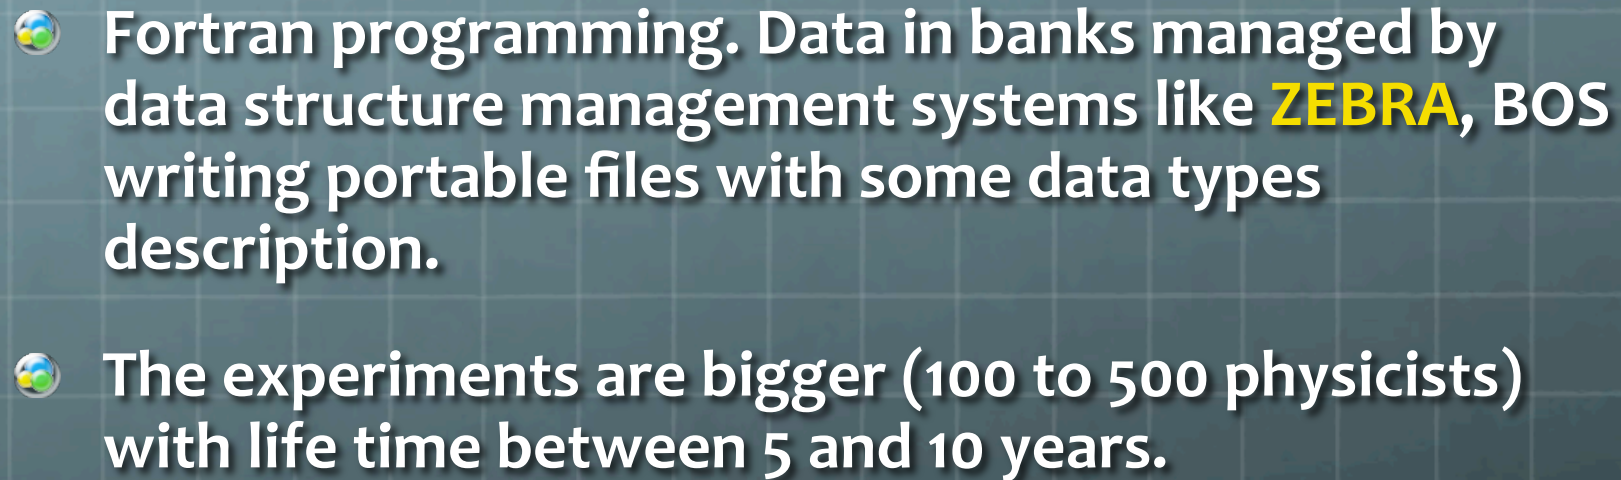 Fortran programming. Data in banks managed by
data structure management systems like ZEBRA, BOS
writing portable files with some data types
description.
The experiments are bigger (100 to 500 physicists)
with life time between 5 and 10 years.